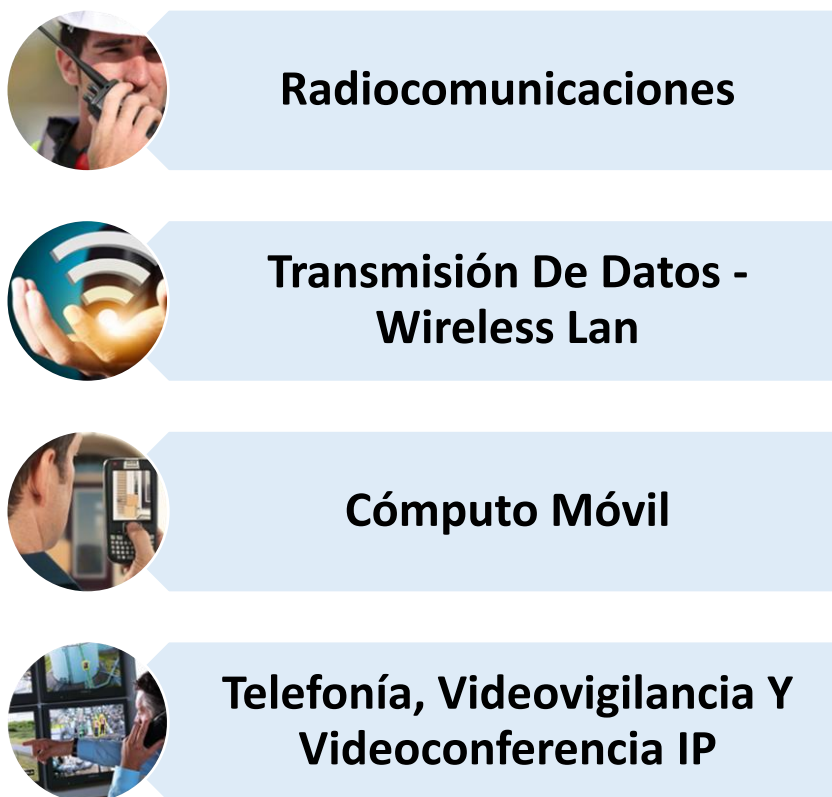 Radiocomunicaciones
Transmisión De Datos -
Wireless Lan
Cómputo Móvil
Telefonía, Videovigilancia Y
Videoconferencia IP